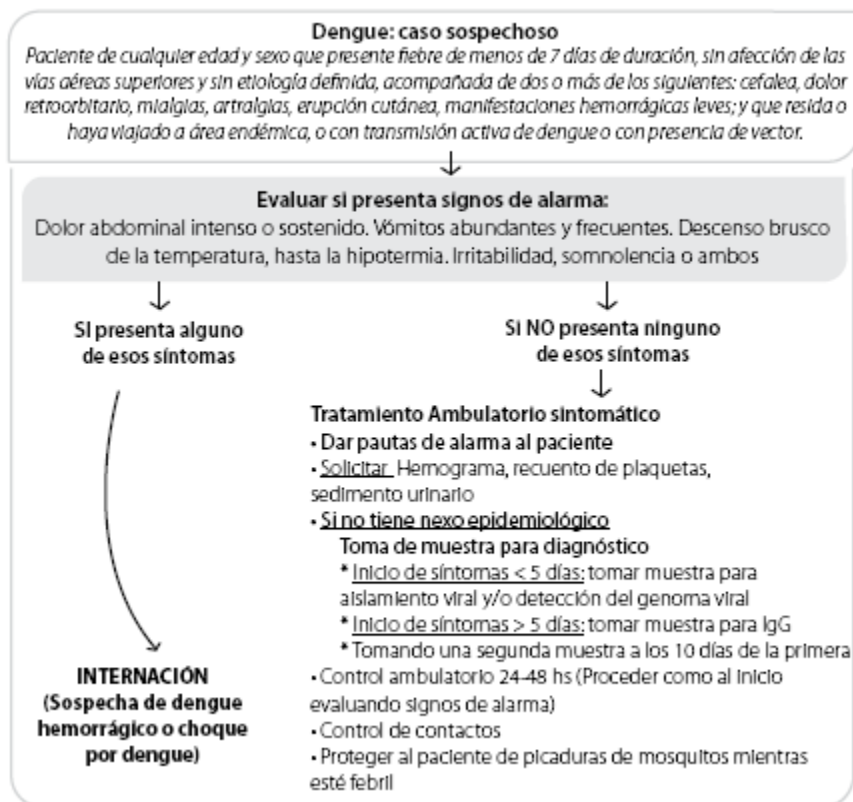 Dengue: caso sospechoso
Paciente de cualquier edad y sexo que presente fiebre de menos de 7 días de duración, sin afección de las
vías aéreas superiores y sin etiología definida, acompañada de dos o más de los siguientes: cefalea, dolor
retroorbitario, mialgias, artralgias, erupción cutánea, manifestaciones hemorrágicas leves; y que resida o
haya viajado a área endémica, o con transmisión activa de dengue o con presencia de vector.
Evaluar si presenta signos de alarma:
Dolor abdominal intenso o sostenido. Vómitos abundantes y frecuentes. Descenso brusco
de la temperatura, hasta la hipotermia. Irritabilidad, somnolencia o ambos
SI presenta alguno
de esos síntomas
Si NO presenta ninguno
de esos síntomas
Tratamiento Ambulatorio sintomático
• Dar pautas de alarma al paciente
• Solicitar Hemograma, recuento de plaquetas,
sedimento urinario
• Si no tiene nexo epidemiológico
Toma de muestra para diagnóstico
* Inicio de síntomas < 5 días: tomar muestra para
aislamiento viral y/o detección del genoma viral
* Inicio de síntomas > 5 días: tomar muestra para IgG
* Tomando una segunda muestra a los 10 días de la primera
• Control ambulatorio 24-48 hs (Proceder como al inicio
evaluando signos de alarma)
• Control de contactos
• Proteger al paciente de picaduras de mosquitos mientras
esté febril
INTERNACIÓN
(Sospecha de dengue
hemorrágico o choque
por dengue)